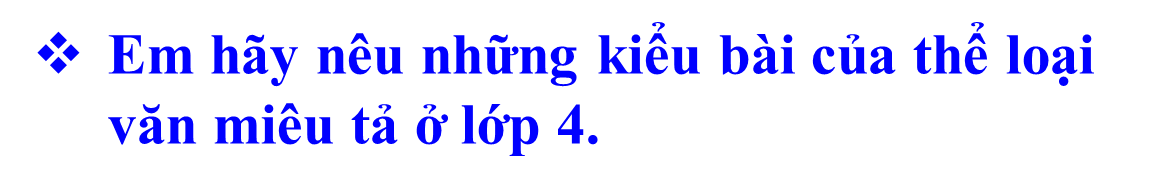 ❖ Em hãy nêu những kiểu bài của thể loại
văn miêu tả ở lớp 4.